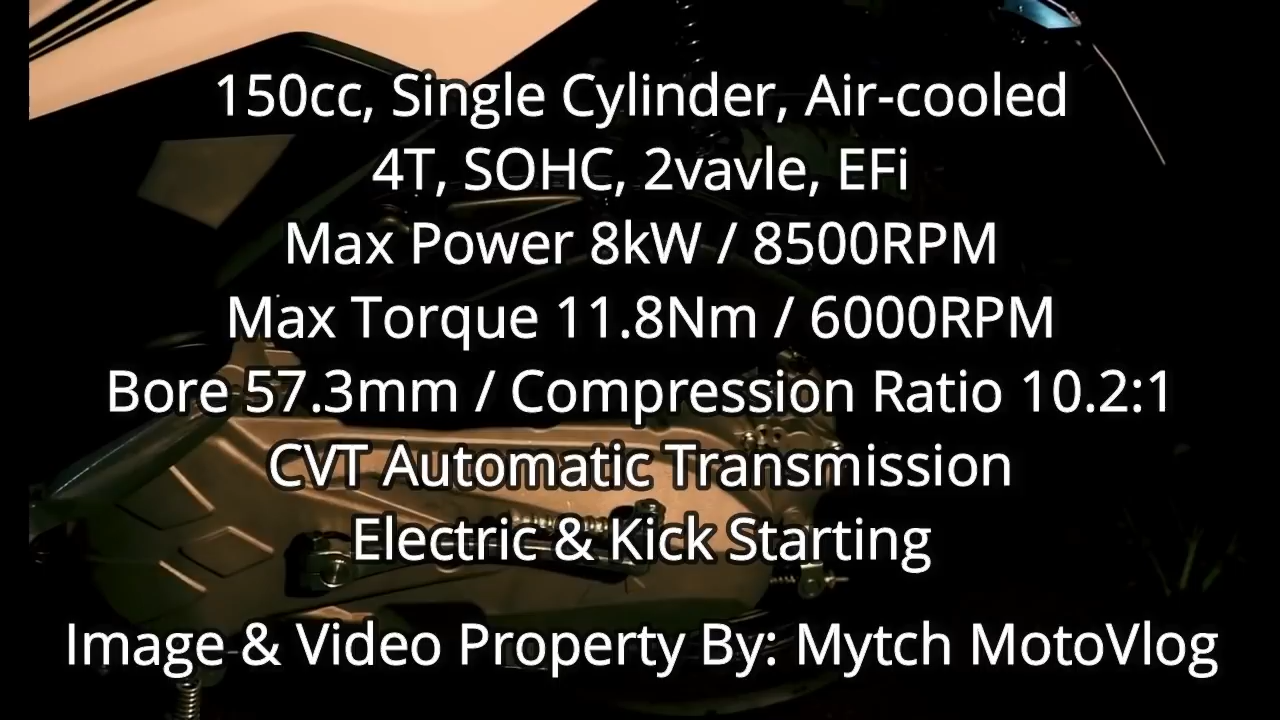 150cc, Single Cylinder, Air-cooled
4T, SOHC, 2vavle, EFi
Max Power 8kW / 8500RPM
Max Torque 11.8Nm / 6000RPM
Bore 57.3mm / Compression Ratio 10.2:1
CVT Automatic Transmission
Electric & Kick Starting
Image & Video Property By: Mytch MotoVlog